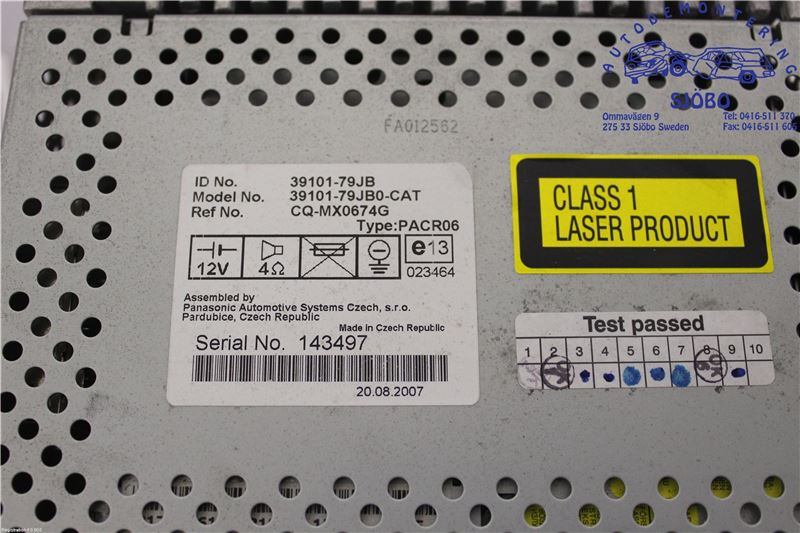 AUTODEMONTERING
SJÖBO
Ommavägen 9
275 33 Sjöbo Sweden
Tel: 0416-511 370
Fax: 0416-511 605
FA012562
ID No. 39101-79JB
Model No. 39101-79JB0-CAT
Ref No. CQ-MX0674G
Type:PACR06
12V
4Ω
e13
023464
Assembled by
Panasonic Automotive Systems Czech, s.r.o.
Pardubice, Czech Republic
Made in Czech Republic
Serial No. 143497
20.08.2007
CLASS 1
LASER PRODUCT
Test passed
1 2 3 4 5 6 7 8 9 10